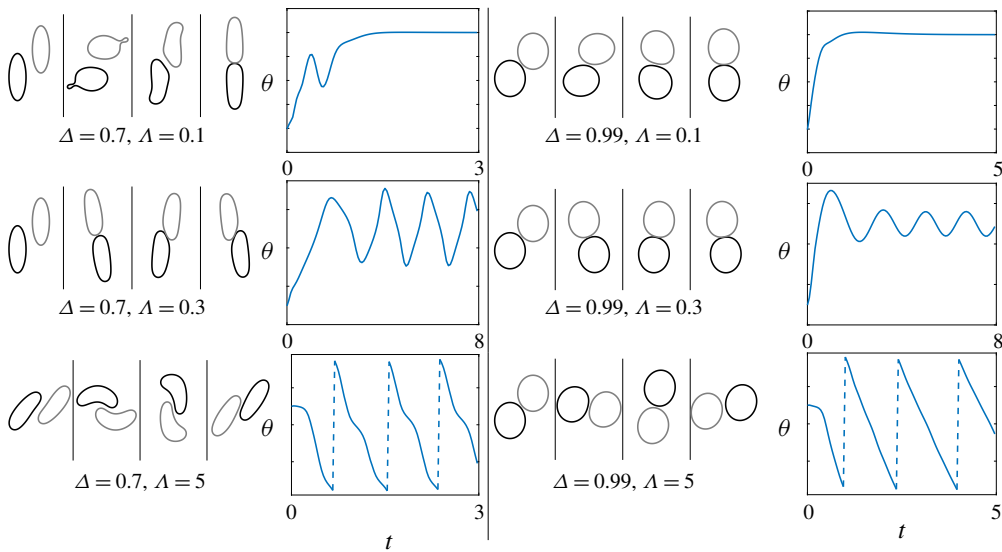 θ
Δ = 0.7, Λ = 0.1
0 3
θ
Δ = 0.99, Λ = 0.1
0 5
θ
Δ = 0.7, Λ = 0.3
0 8
θ
Δ = 0.99, Λ = 0.3
0 8
θ
Δ = 0.7, Λ = 5
0 3
t
θ
Δ = 0.99, Λ = 5
0 5
t